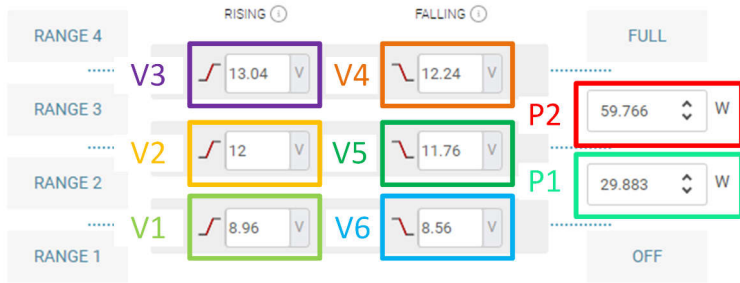 RISING i FALLING i
RANGE 4 FULL
V3 13.04 V V4 12.24 V
RANGE 3 P2 59.766 W
V2 12 V V5 11.76 V
RANGE 2 P1 29.883 W
V1 8.96 V V6 8.56 V
RANGE 1 OFF